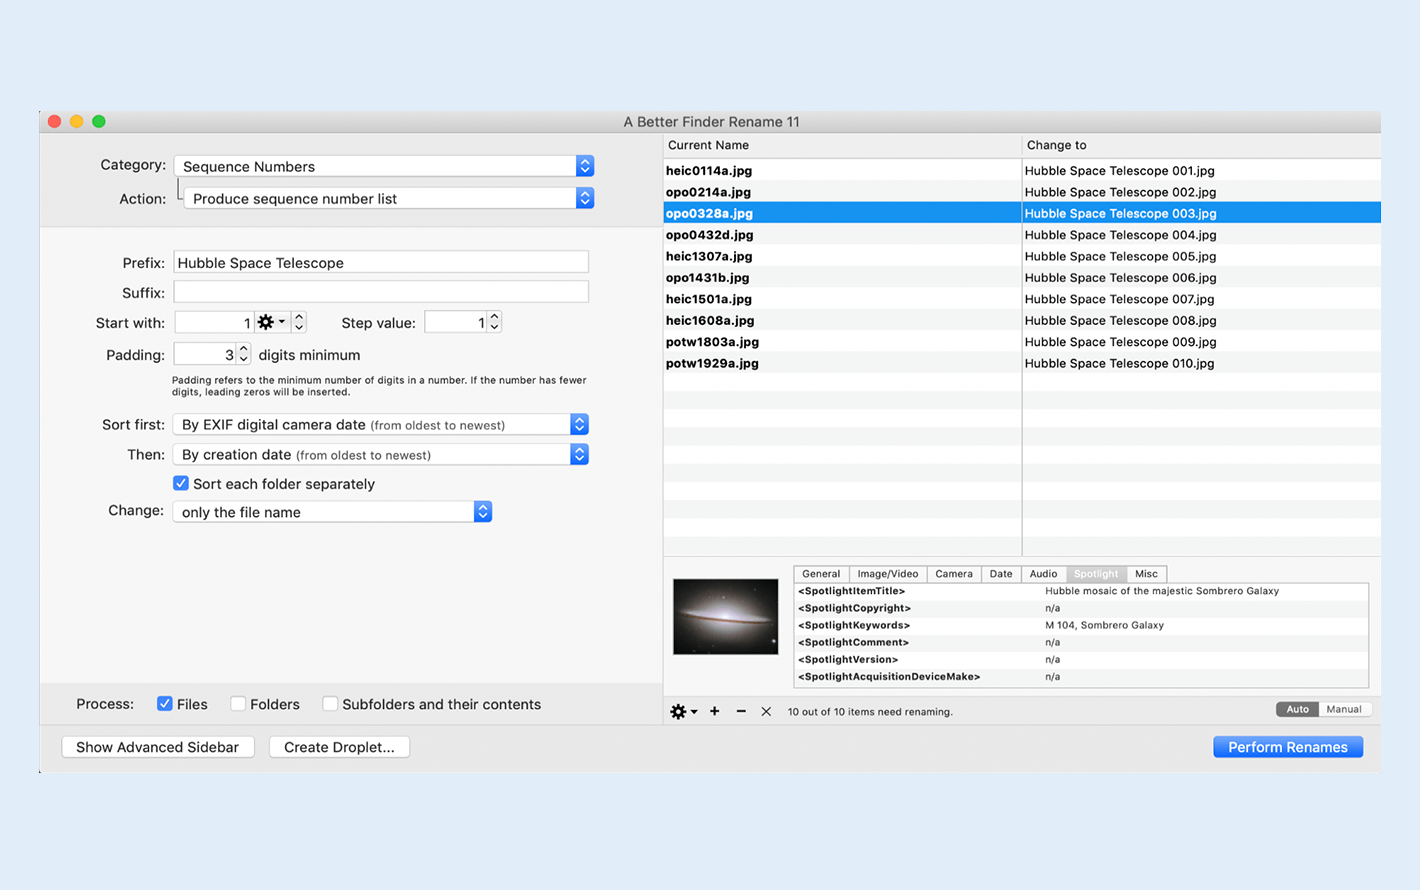 A Better Finder Rename 11
Category: Sequence Numbers
Action: Produce sequence number list
Prefix: Hubble Space Telescope
Suffix:
Start with: 1 Step value: 1
Padding: 3 digits minimum
Padding refers to the minimum number of digits in a number. If the number has fewer
digits, leading zeros will be inserted.
Sort first: By EXIF digital camera date (from oldest to newest)
Then: By creation date (from oldest to newest)
Sort each folder separately
Change: only the file name
Process: Files Folders Subfolders and their contents
Show Advanced Sidebar Create Droplet...
Current Name Change to
heic0114a.jpg Hubble Space Telescope 001.jpg
opo0214a.jpg Hubble Space Telescope 002.jpg
opo0328a.jpg Hubble Space Telescope 003.jpg
opo0432d.jpg Hubble Space Telescope 004.jpg
heic1307a.jpg Hubble Space Telescope 005.jpg
opo1431b.jpg Hubble Space Telescope 006.jpg
heic1501a.jpg Hubble Space Telescope 007.jpg
heic1608a.jpg Hubble Space Telescope 008.jpg
potw1803a.jpg Hubble Space Telescope 009.jpg
potw1929a.jpg Hubble Space Telescope 010.jpg
General Image/Video Camera Date Audio Spotlight Misc
<SpotlightItemTitle> Hubble mosaic of the majestic Sombrero Galaxy
<SpotlightCopyright> n/a
<SpotlightKeywords> M 104, Sombrero Galaxy
<SpotlightComment> n/a
<SpotlightVersion> n/a
<SpotlightAcquisitionDeviceMake> n/a
10 out of 10 items need renaming. Auto Manual
Perform Renames